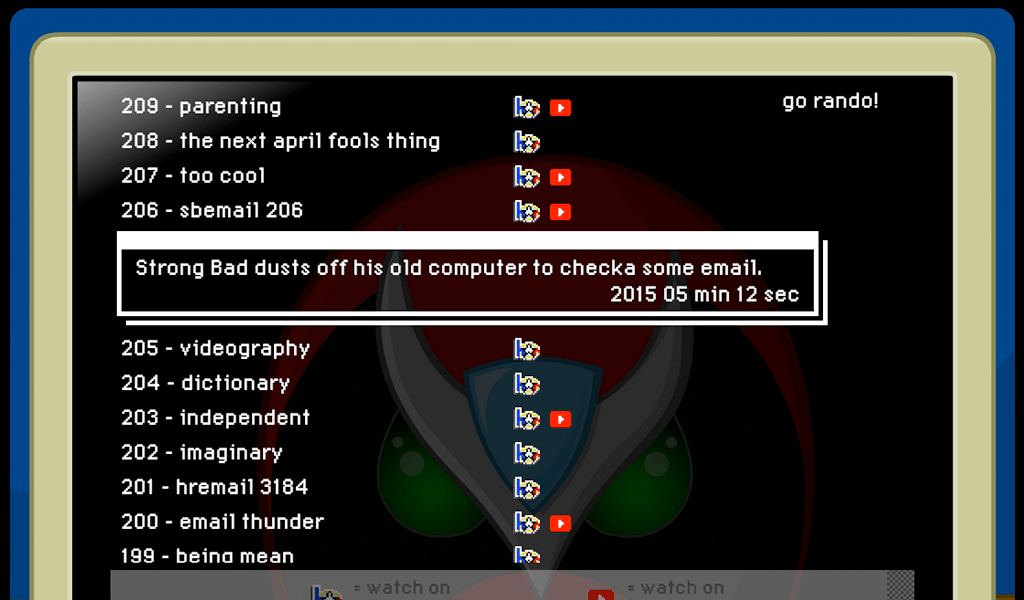 209 - parenting
go rando!
208 - the next april fools thing
207 - too cool
206 - sbemail 206
Strong Bad dusts off his old computer to checka some email.
2015 05 min 12 sec
205 - videography
204 - dictionary
203 - independent
202 - imaginary
201 - hremail 3184
200 - email thunder
199 - being mean
= watch on
= watch on